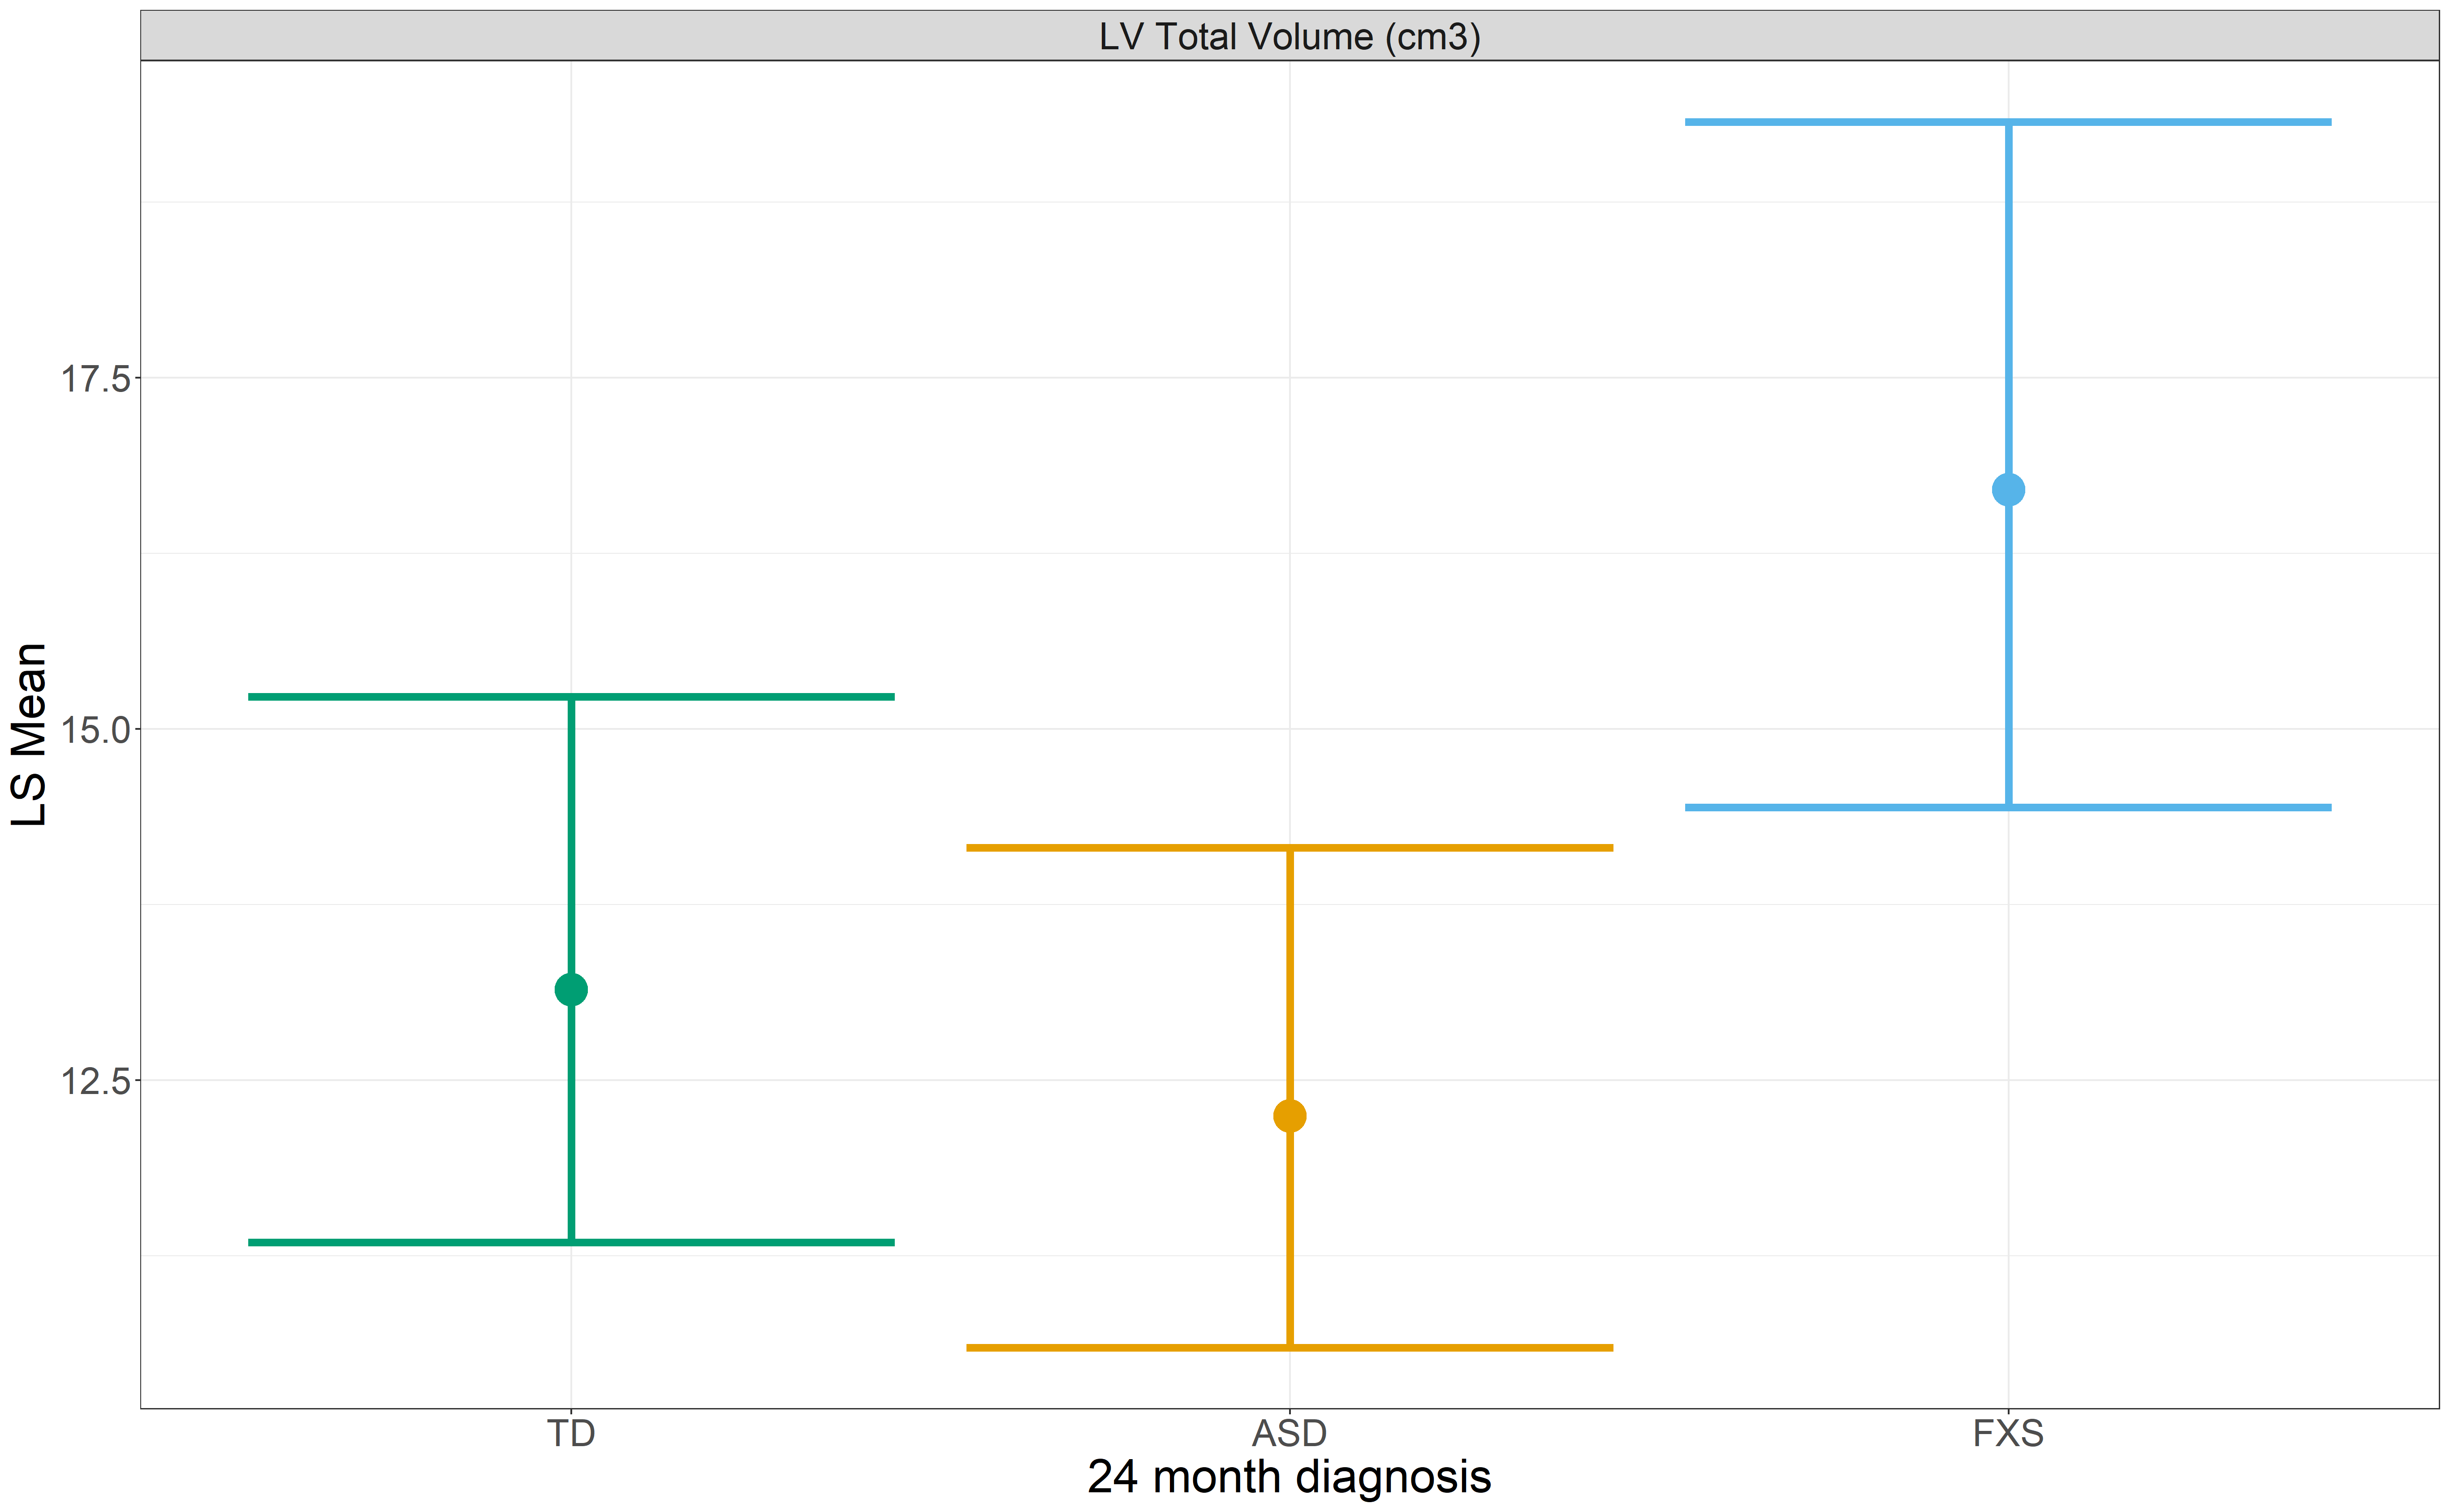 LV Total Volume (cm3)
17.5
15.0
12.5
LS Mean
TD
ASD
FXS
24 month diagnosis